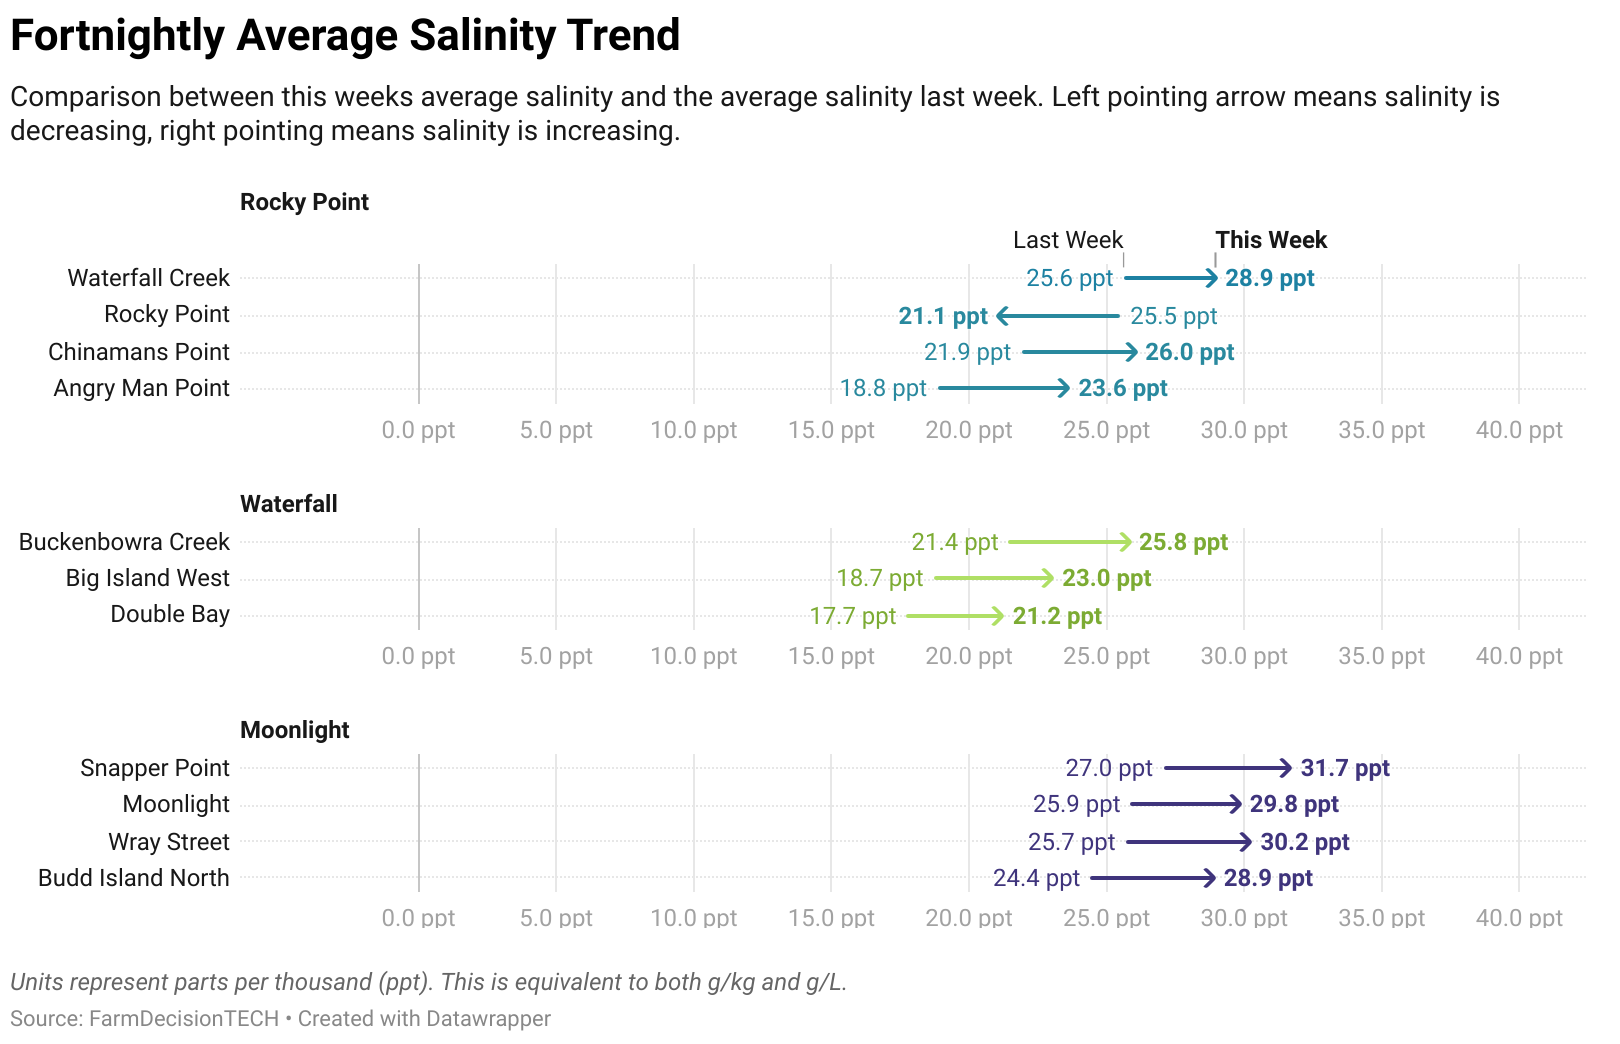 Fortnightly Average Salinity Trend
Comparison between this weeks average salinity and the average salinity last week. Left pointing arrow means salinity is
decreasing, right pointing means salinity is increasing.
Rocky Point
Last Week This Week
Waterfall Creek 25.6 ppt 28.9 ppt
Rocky Point 21.1 ppt 25.5 ppt
Chinamans Point 21.9 ppt 26.0 ppt
Angry Man Point 18.8 ppt 23.6 ppt
0.0 ppt 5.0 ppt 10.0 ppt 15.0 ppt 20.0 ppt 25.0 ppt 30.0 ppt 35.0 ppt 40.0 ppt
Waterfall
Buckenbowra Creek 21.4 ppt 25.8 ppt
Big Island West 18.7 ppt 23.0 ppt
Double Bay 17.7 ppt 21.2 ppt
0.0 ppt 5.0 ppt 10.0 ppt 15.0 ppt 20.0 ppt 25.0 ppt 30.0 ppt 35.0 ppt 40.0 ppt
Moonlight
Snapper Point 27.0 ppt 31.7 ppt
Moonlight 25.9 ppt 29.8 ppt
Wray Street 25.7 ppt 30.2 ppt
Budd Island North 24.4 ppt 28.9 ppt
0.0 ppt 5.0 ppt 10.0 ppt 15.0 ppt 20.0 ppt 25.0 ppt 30.0 ppt 35.0 ppt 40.0 ppt
Units represent parts per thousand (ppt). This is equivalent to both g/kg and g/L.
Source: FarmDecisionTECH • Created with Datawrapper